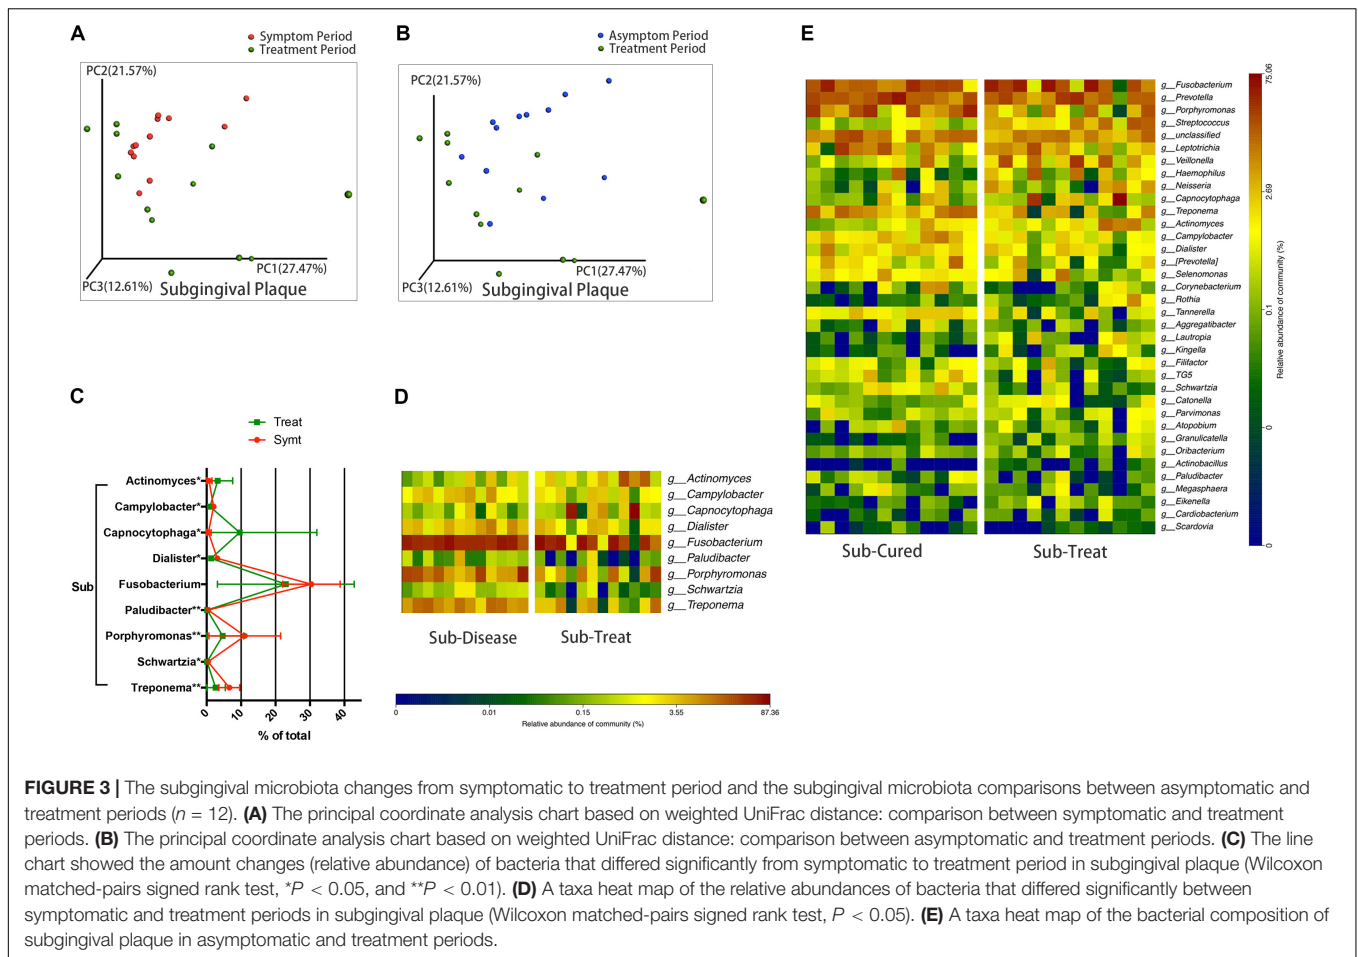 A
Symptom Period
Treatment Period
PC2(21.57%)
PC1(27.47%)
PC3(12.61%)
Subgingival Plaque
B
Asymptom Period
Treatment Period
PC2(21.57%)
PC1(27.47%)
PC3(12.61%)
Subgingival Plaque
C
Treat
Symt
Sub
Actinomyces*
Campylobacter*
Capnocytophaga*
Dialister*
Fusobacterium
Paludibacter**
Porphyromonas**
Schwartzia*
Treponema**
0 10 20 30 40
% of total
D
g__Actinomyces
g__Campylobacter
g__Capnocytophaga
g__Dialister
g__Fusobacterium
g__Paludibacter
g__Porphyromonas
g__Schwartzia
g__Treponema
Sub-Disease Sub-Treat
0 0.01 0.15 3.55 87.36
Relative abundance of community (%)
E
g__Fusobacterium
g__Prevotella
g__Porphyromonas
g__Streptococcus
g__unclassified
g__Leptotrichia
g__Veillonella
g__Haemophilus
g__Neisseria
g__Capnocytophaga
g__Treponema
g__Actinomyces
g__Campylobacter
g__Dialister
g__[Prevotella]
g__Selenomonas
g__Corynebacterium
g__Rothia
g__Tannerella
g__Aggregatibacter
g__Lautropia
g__Kingella
g__Filifactor
g__TG5
g__Schwartzia
g__Catonella
g__Parvimonas
g__Atopobium
g__Granulicatella
g__Oribacterium
g__Actinobacillus
g__Paludibacter
g__Megasphaera
g__Eikenella
g__Cardiobacterium
g__Scardovia
Sub-Cured Sub-Treat
75.06
2.69
0.1
0
0
Relative abundance of community (%)
FIGURE 3 | The subgingival microbiota changes from symptomatic to treatment period and the subgingival microbiota comparisons between asymptomatic and
treatment periods (n = 12). (A) The principal coordinate analysis chart based on weighted UniFrac distance: comparison between symptomatic and treatment
periods. (B) The principal coordinate analysis chart based on weighted UniFrac distance: comparison between asymptomatic and treatment periods. (C) The line
chart showed the amount changes (relative abundance) of bacteria that differed significantly from symptomatic to treatment period in subgingival plaque (Wilcoxon
matched-pairs signed rank test, *P < 0.05, and **P < 0.01). (D) A taxa heat map of the relative abundances of bacteria that differed significantly between
symptomatic and treatment periods in subgingival plaque (Wilcoxon matched-pairs signed rank test, P < 0.05). (E) A taxa heat map of the bacterial composition of
subgingival plaque in asymptomatic and treatment periods.